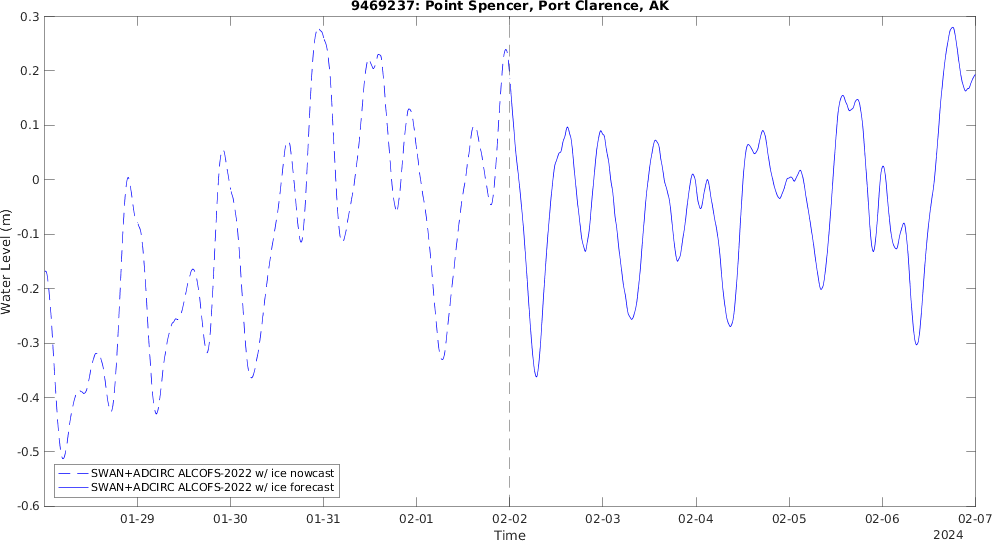 9469237: Point Spencer, Port Clarence, AK
0.3
0.2
0.1
0
-0.1
-0.2
-0.3
-0.4
-0.5
-0.6
Water Level (m)
SWAN+ADCIRC ALCOFS-2022 w/ ice nowcast
SWAN+ADCIRC ALCOFS-2022 w/ ice forecast
01-29 01-30 01-31 02-01 02-02 02-03 02-04 02-05 02-06 02-07
Time
2024